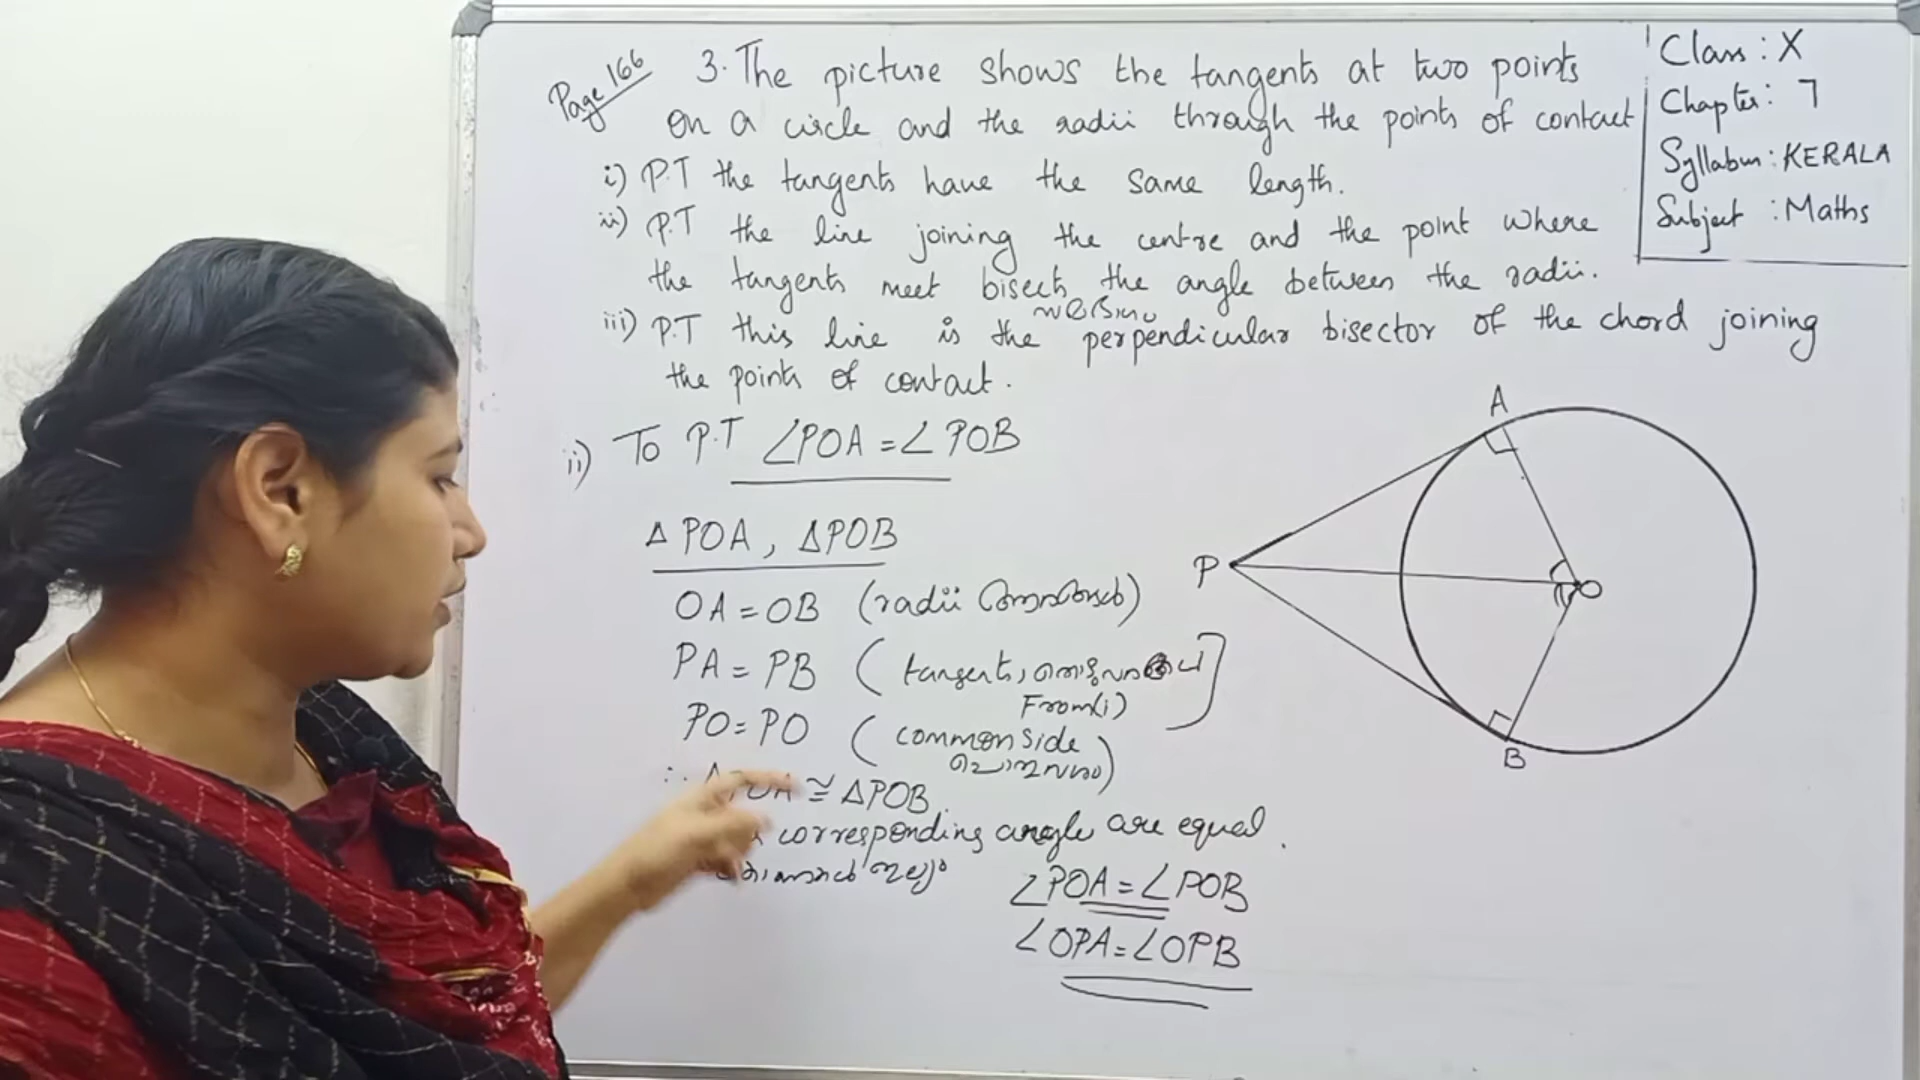 Page 166
3. The picture shows the tangents at two points
on a circle and the radii through the points of contact
i) P.T the tangents have the same length.
ii) P.T the line joining the centre and the point where
the tangents meet bisects the angle between the radii.
iii) P.T this line is the perpendicular bisector of the chord joining
the points of contact.
Class : X
Chapter : 7
Syllabus : KERALA
Subject : Maths
ii) To P.T ∠POA = ∠POB
Δ POA, ΔPOB
OA = OB (radii
PA = PB (tangents,
From(i)
PO = PO (common side
∴ ΔPOA ≅ ΔPOB.
corresponding angle are equal.
∠POA = ∠POB
∠OPA = ∠OPB
A
P
O
B